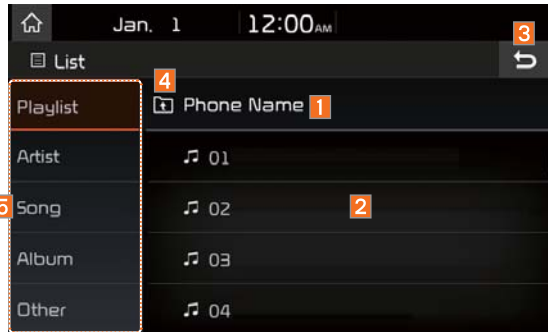 Jan. 1 12:00AM
3
List
4
Playlist Phone Name 1
Artist 01
5 Song 02 2
Album 03
Other 04